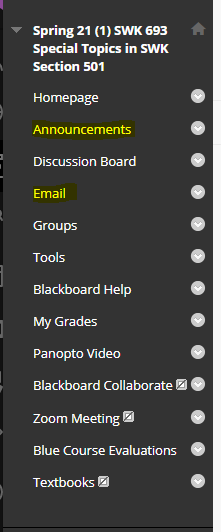 Spring 21 (1) SWK 693
Special Topics in SWK
Section 501
Homepage
Announcements
Discussion Board
Email
Groups
Tools
Blackboard Help
My Grades
Panopto Video
Blackboard Collaborate
Zoom Meeting
Blue Course Evaluations
Textbooks